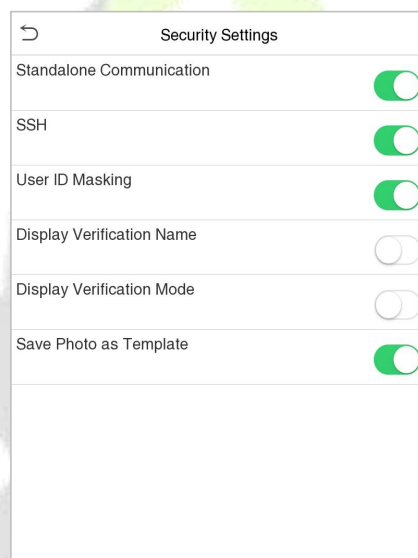 Security Settings
Standalone Communication
SSH
User ID Masking
Display Verification Name
Display Verification Mode
Save Photo as Template